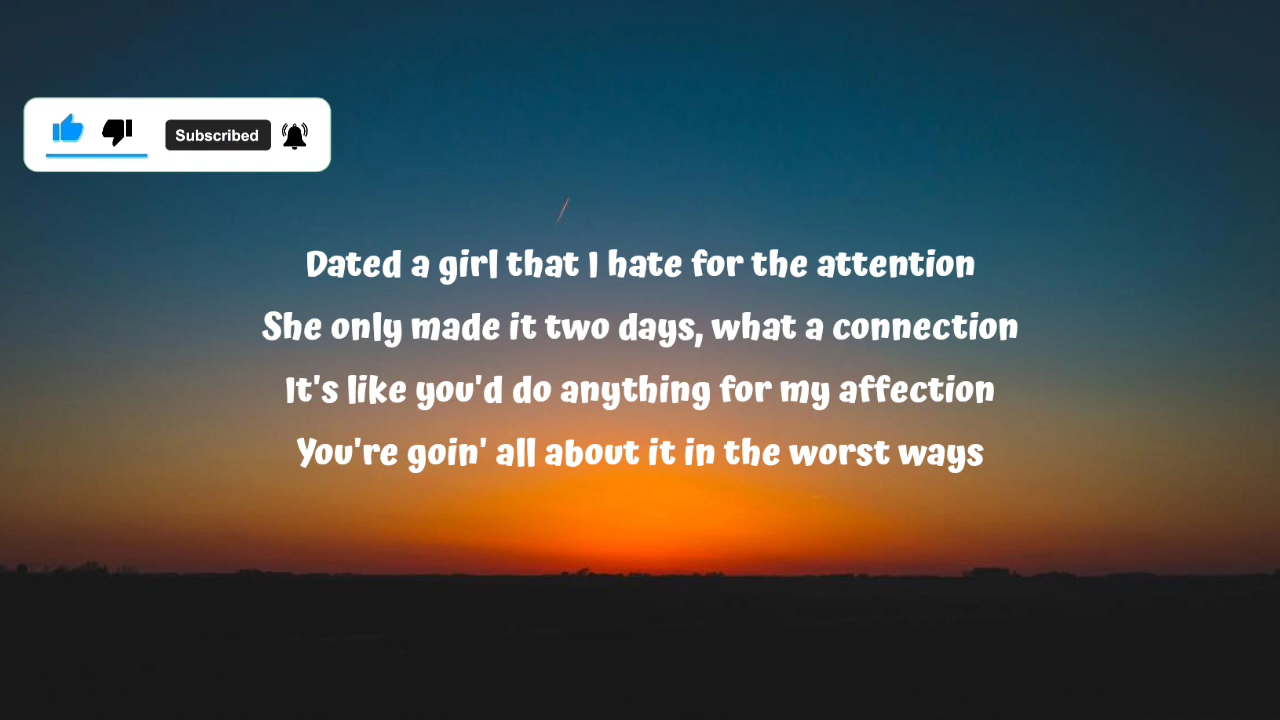 Subscribed
Dated a girl that I hate for the attention
She only made it two days, what a connection
It's like you'd do anything for my affection
You're goin' all about it in the worst ways